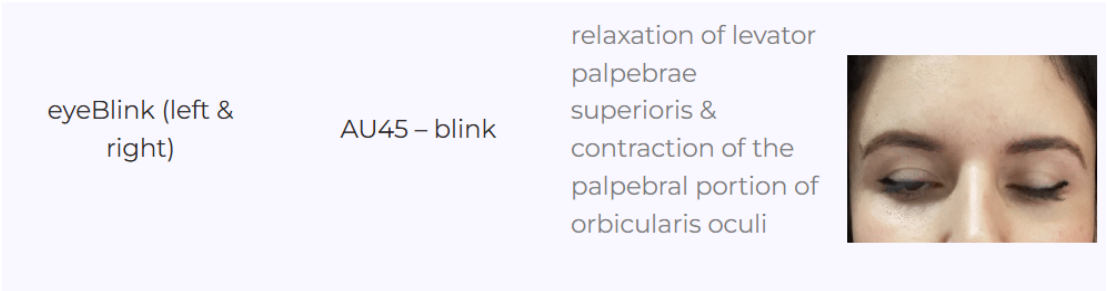 eyeBlink (left &
right)
AU45 – blink
relaxation of levator
palpebrae
superioris &
contraction of the
palpebral portion of
orbicularis oculi